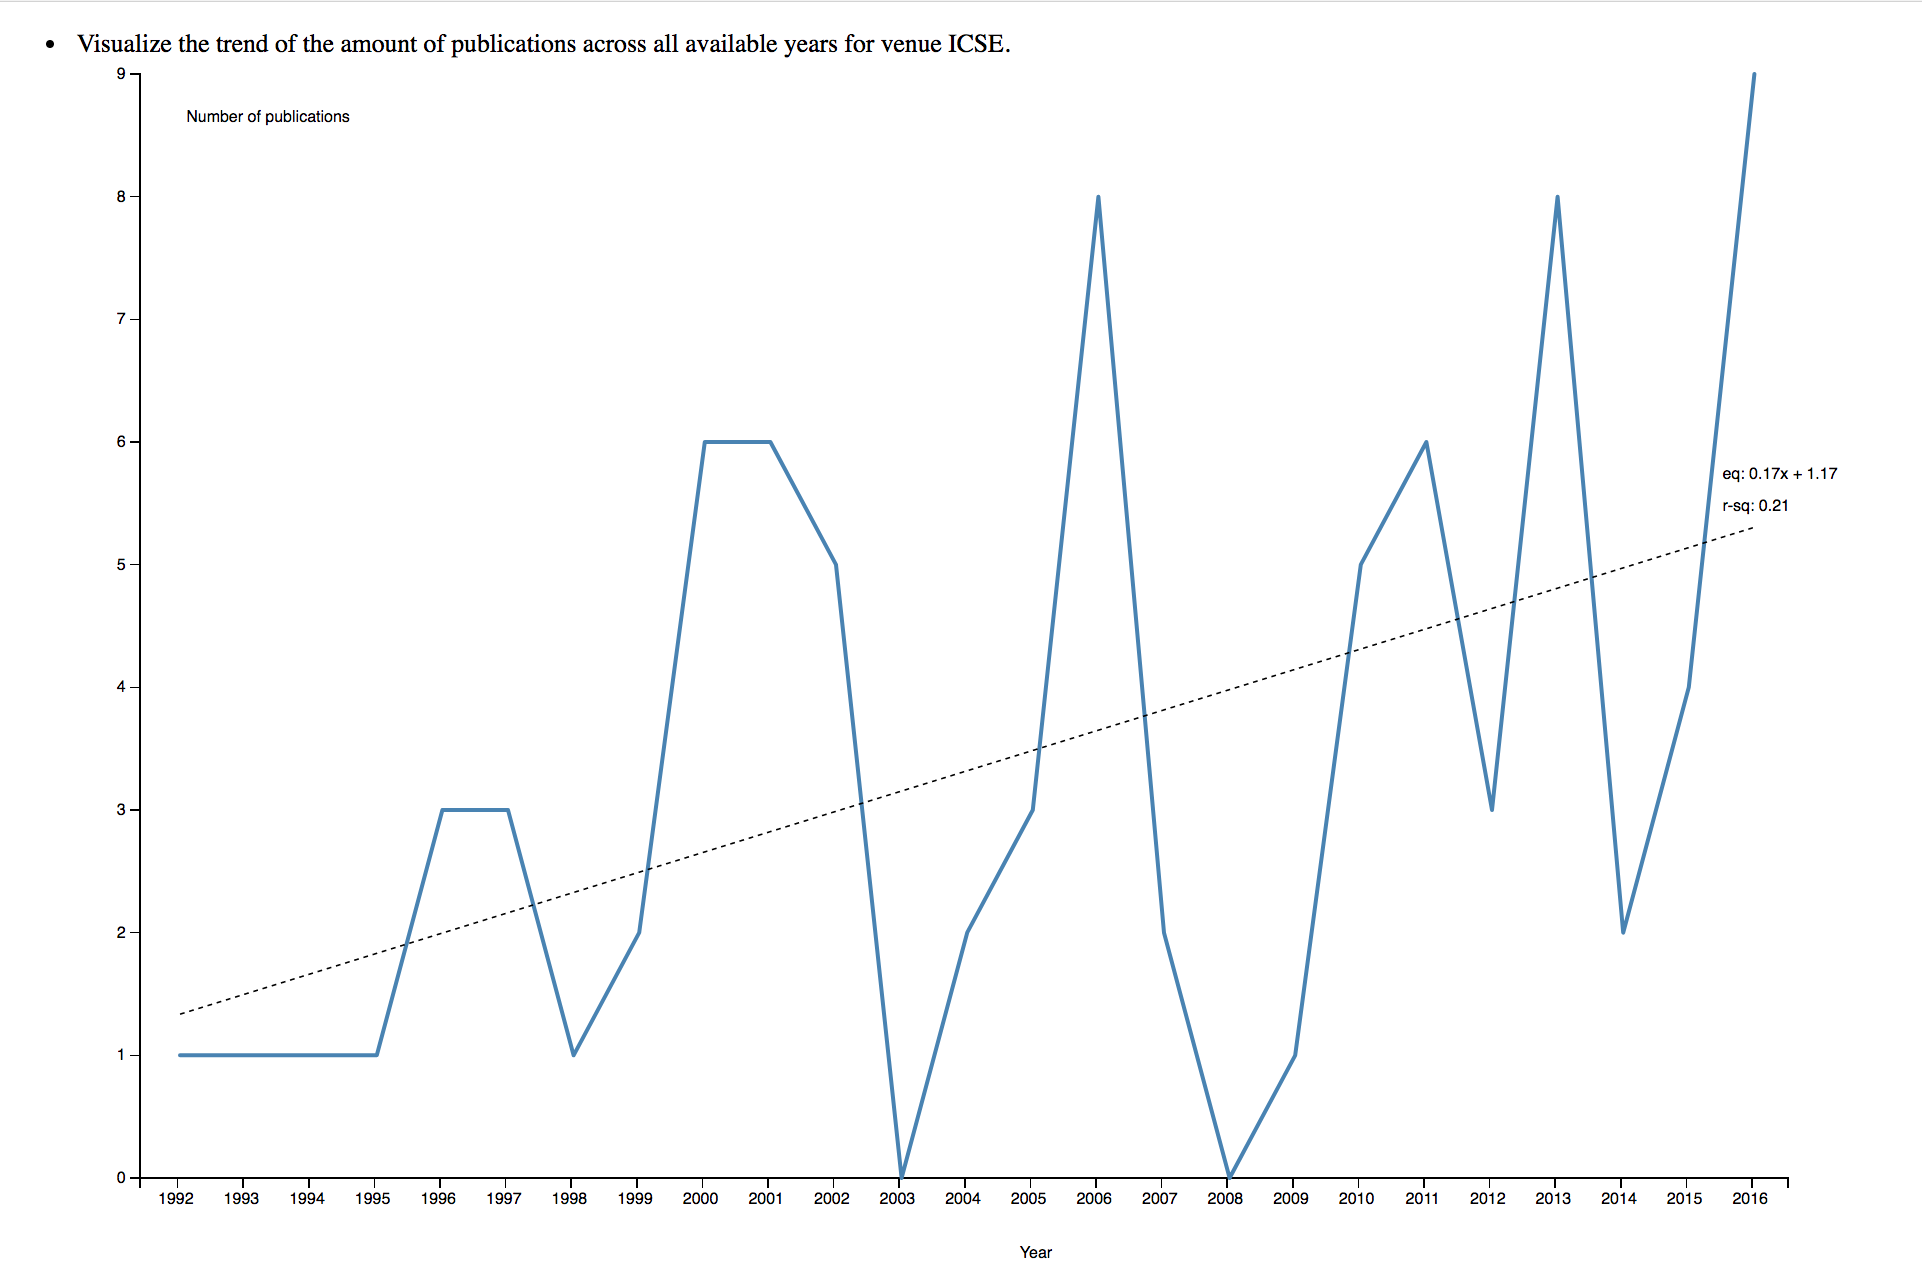 • Visualize the trend of the amount of publications across all available years for venue ICSE.
9
Number of publications
8
7
6
eq: 0.17x + 1.17
r-sq: 0.21
5
4
3
2
1
0
1992 1993 1994 1995 1996 1997 1998 1999 2000 2001 2002 2003 2004 2005 2006 2007 2008 2009 2010 2011 2012 2013 2014 2015 2016
Year